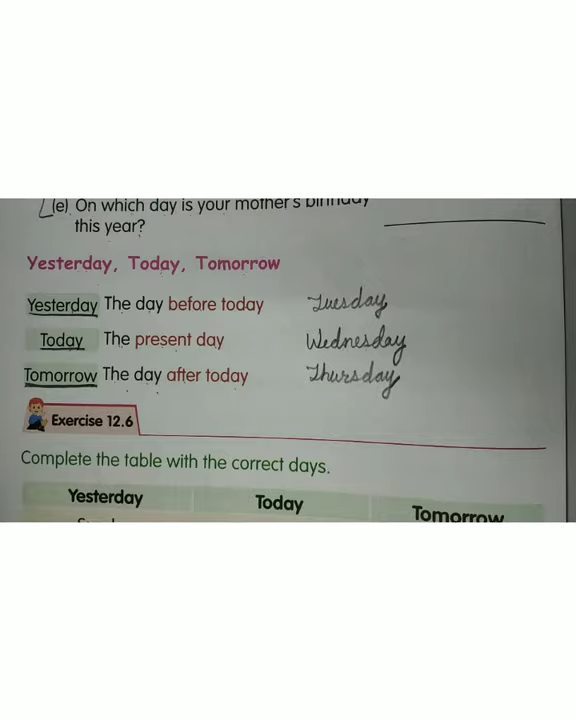 (e) On which day is your mother's birthday
this year?
Yesterday, Today, Tomorrow
Yesterday The day before today Tuesday
Today The present day Wednesday
Tomorrow The day after today Thursday
Exercise 12.6
Complete the table with the correct days.
Yesterday Today Tomorrow